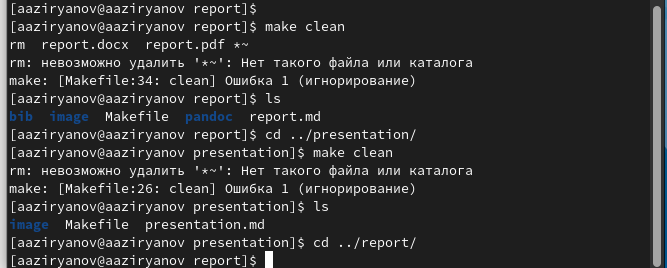 [aaziryanov@aaziryanov report]$
[aaziryanov@aaziryanov report]$ make clean
rm  report.docx  report.pdf *~
rm: невозможно удалить '*~': Нет такого файла или каталога
make: [Makefile:34: clean] Ошибка 1 (игнорирование)
[aaziryanov@aaziryanov report]$ ls
bib  image  Makefile  pandoc  report.md
[aaziryanov@aaziryanov report]$ cd ../presentation/
[aaziryanov@aaziryanov presentation]$ make clean
rm: невозможно удалить '*~': Нет такого файла или каталога
make: [Makefile:26: clean] Ошибка 1 (игнорирование)
[aaziryanov@aaziryanov presentation]$ ls
image  Makefile  presentation.md
[aaziryanov@aaziryanov presentation]$ cd ../report/
[aaziryanov@aaziryanov report]$